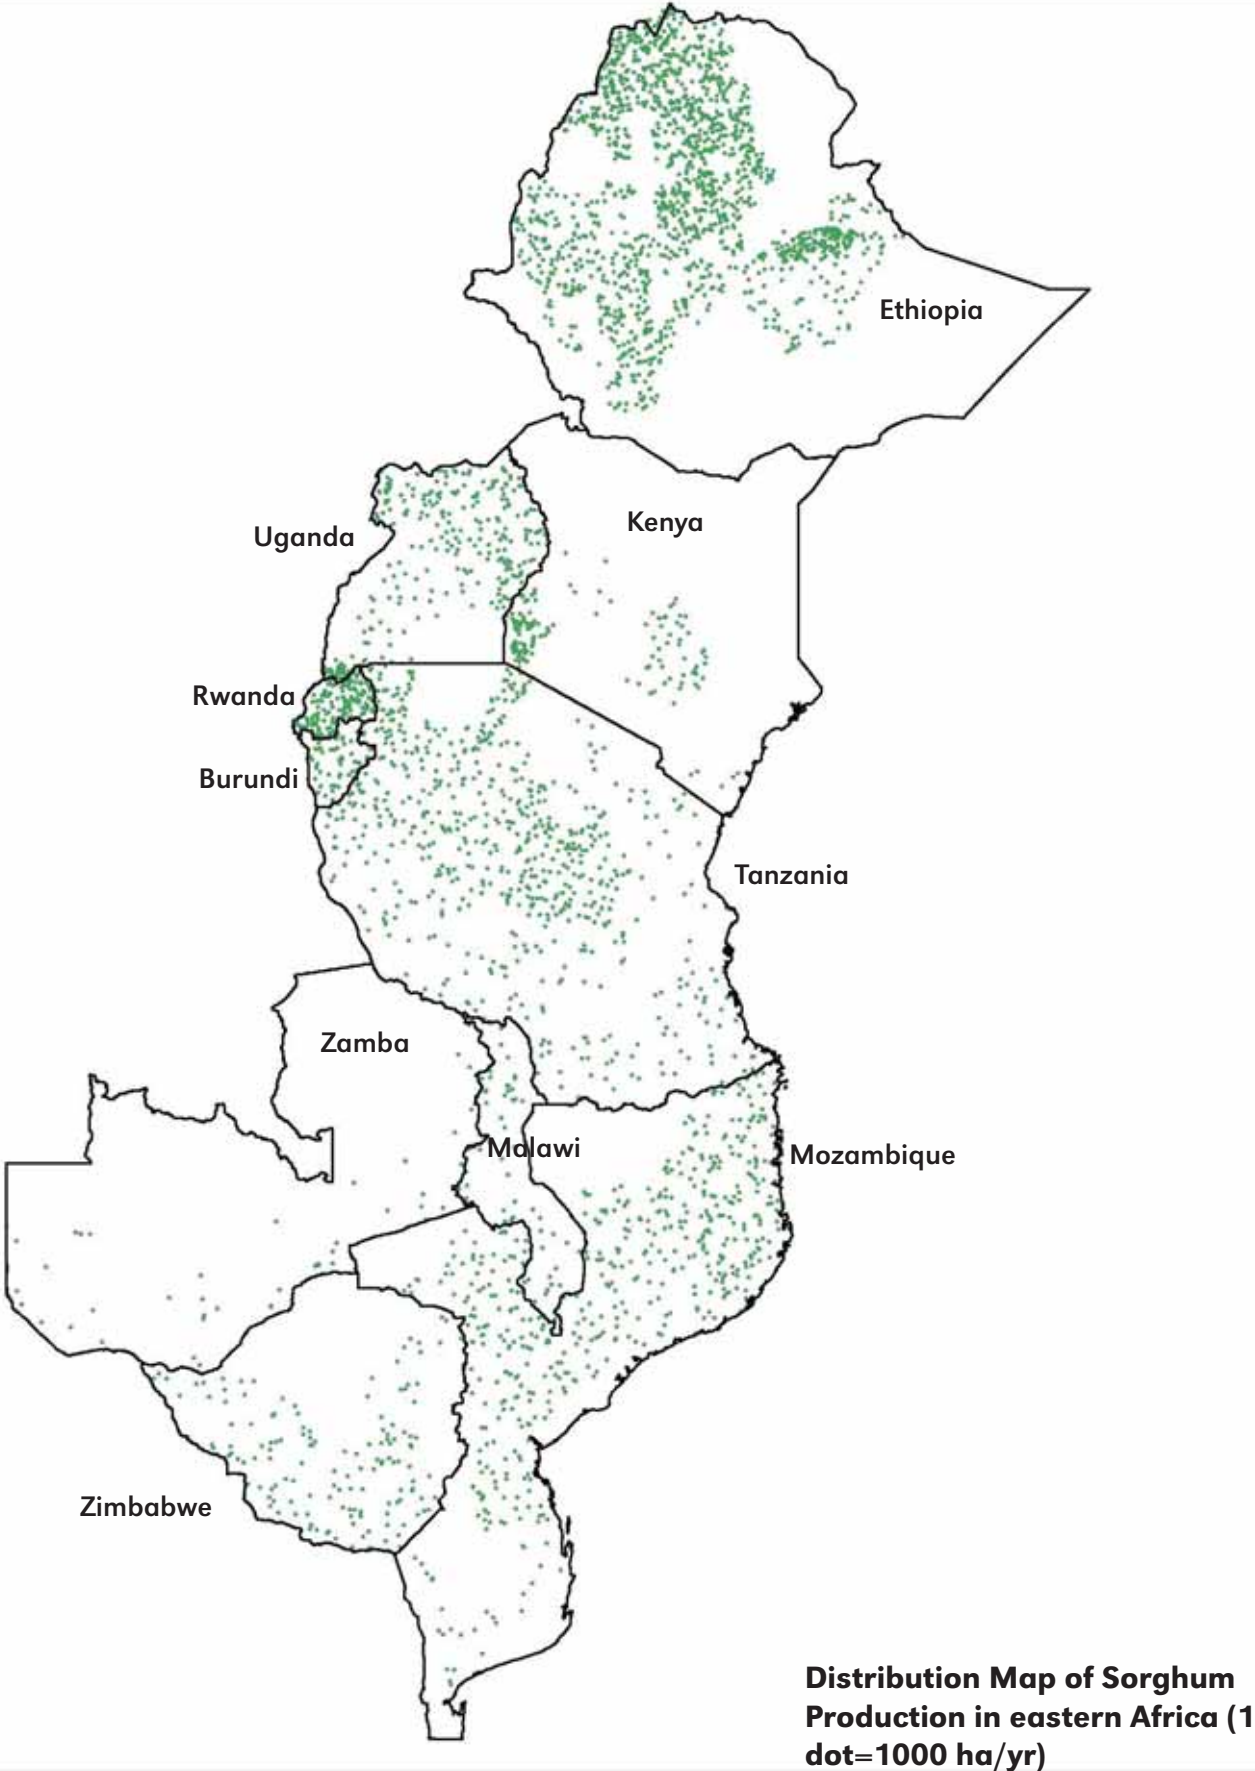 Ethiopia
Kenya
Uganda
Rwanda
Burundi
Tanzania
Zamba
Malawi
Mozambique
Zimbabwe
Distribution Map of Sorghum
Production in eastern Africa (1
dot=1000 ha/yr)